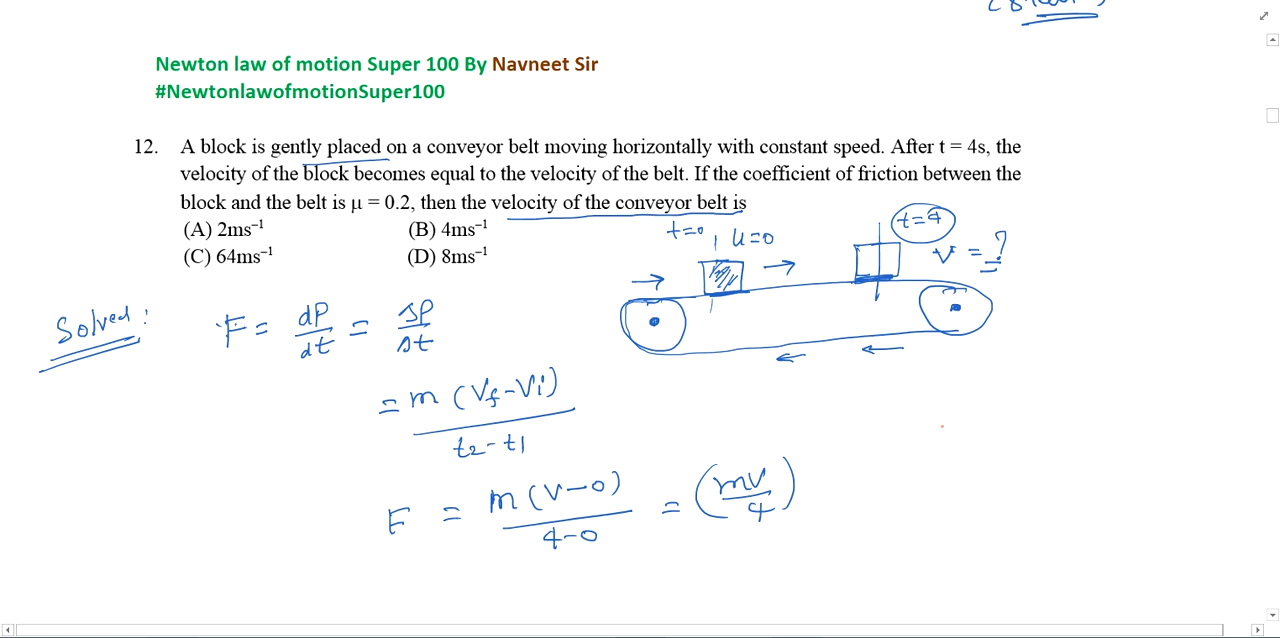 Newton law of motion Super 100 By Navneet Sir
#NewtonlawofmotionSuper100
12. A block is gently placed on a conveyor belt moving horizontally with constant speed. After t = 4s, the
velocity of the block becomes equal to the velocity of the belt. If the coefficient of friction between the
block and the belt is μ = 0.2, then the velocity of the conveyor belt is
(A) 2ms⁻¹ (B) 4ms⁻¹
(C) 64ms⁻¹ (D) 8ms⁻¹
t=0, u=0
t=4
V = ?
Solved:
F = dP/dt = ΔP/Δt
= m(Vf-Vi)/t2-t1
F = m(V-0)/4-0 = (mV/4)